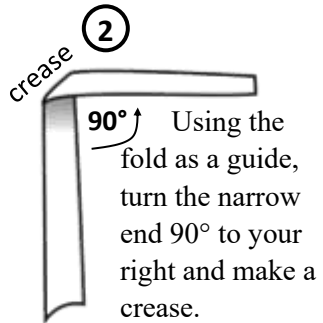 2
crease
90° Using the
fold as a guide,
turn the narrow
end 90° to your
right and make a
crease.